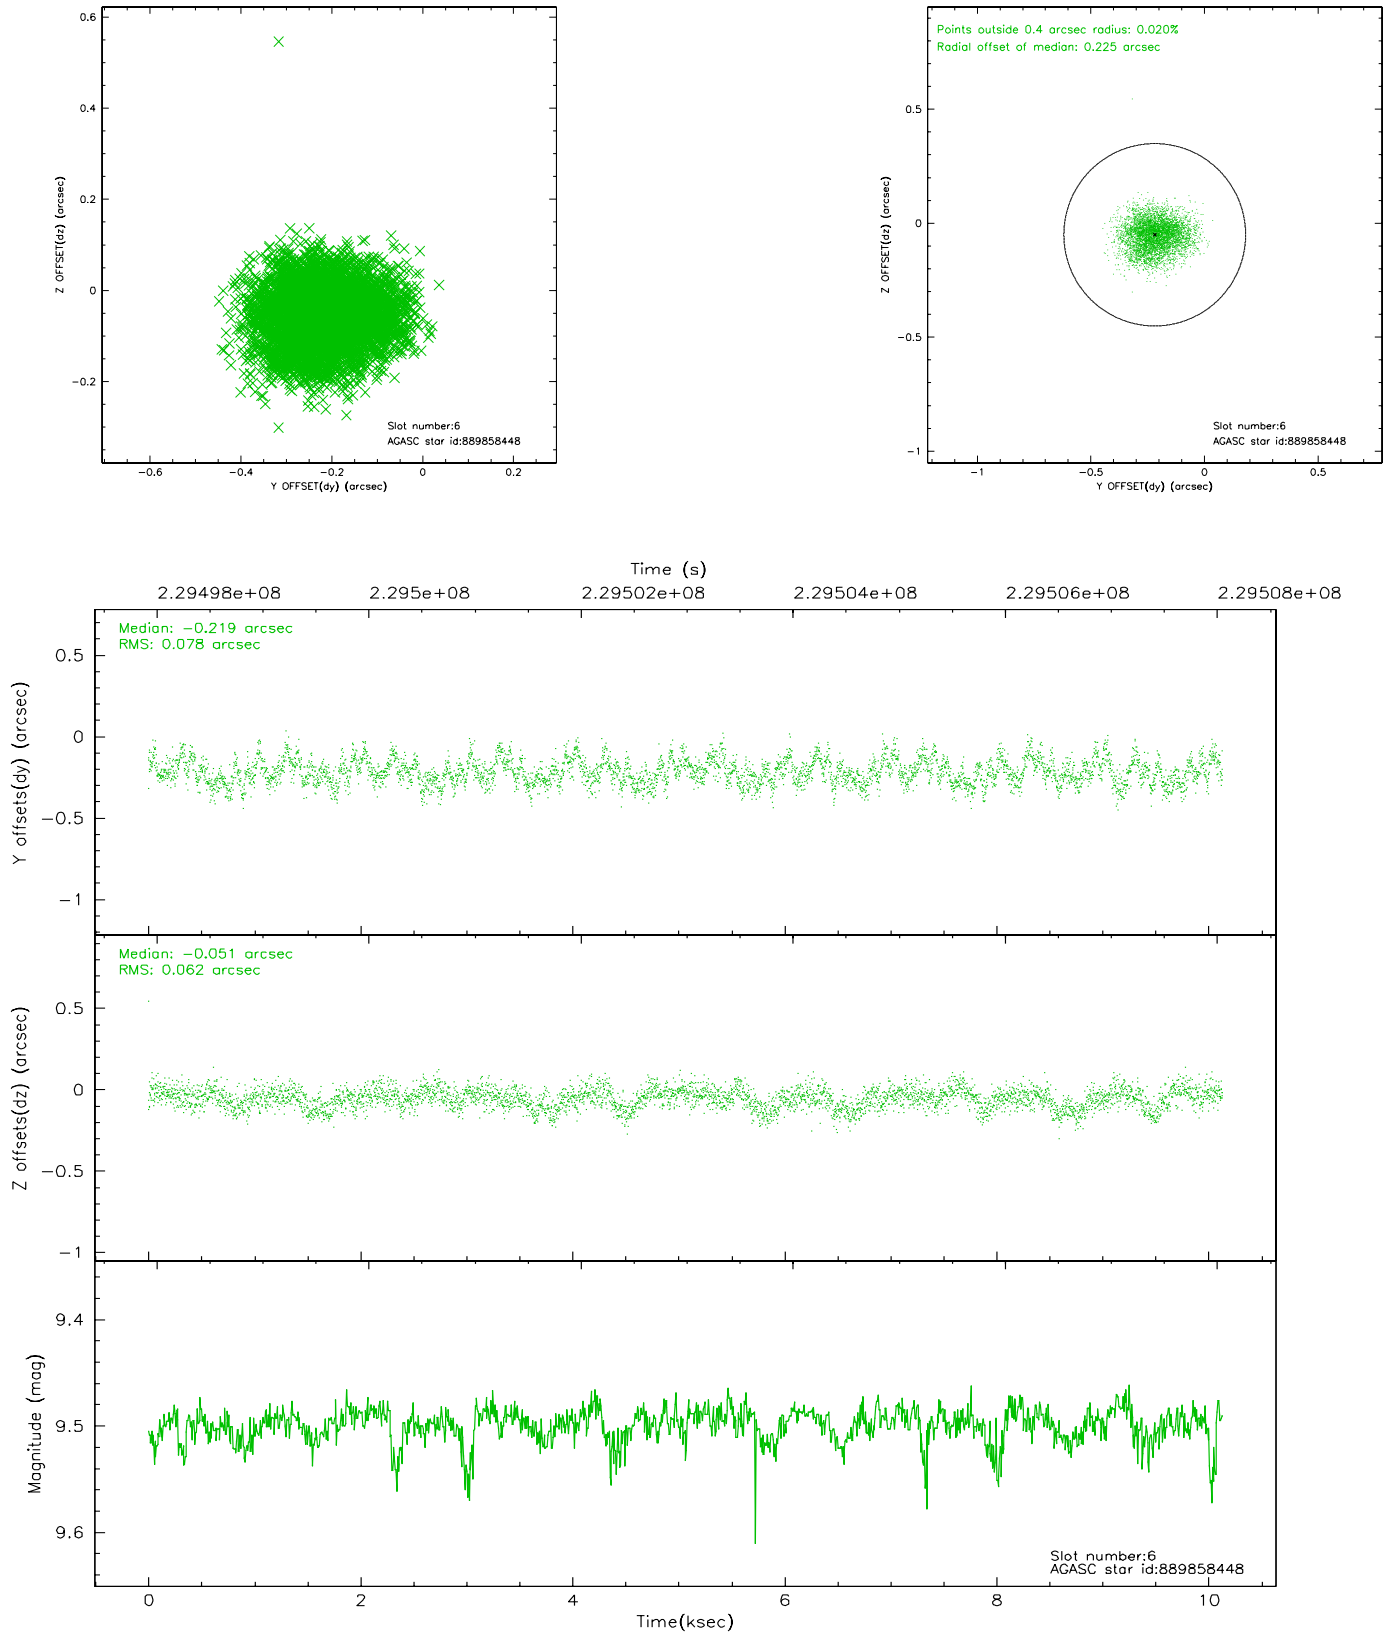 0.6
0.4
0.2
0
−0.2
Z OFFSET(dz) (arcsec)
Slot number:6
AGASC star id:889858448
−0.6 −0.4 −0.2 0 0.2
Y OFFSET(dy) (arcsec)
Points outside 0.4 arcsec radius: 0.020%
Radial offset of median: 0.225 arcsec
0.5
0
−0.5
−1
Z OFFSET(dz) (arcsec)
Slot number:6
AGASC star id:889858448
−1 −0.5 0 0.5
Y OFFSET(dy) (arcsec)
Time (s)
2.29498e+08 2.295e+08 2.29502e+08 2.29504e+08 2.29506e+08 2.29508e+08
Median: −0.219 arcsec
RMS: 0.078 arcsec
0.5
0
−0.5
−1
Y offsets(dy) (arcsec)
Median: −0.051 arcsec
RMS: 0.062 arcsec
0.5
0
−0.5
−1
Z offsets(dz) (arcsec)
9.4
9.5
9.6
Magnitude (mag)
Slot number:6
AGASC star id:889858448
0 2 4 6 8 10
Time(ksec)